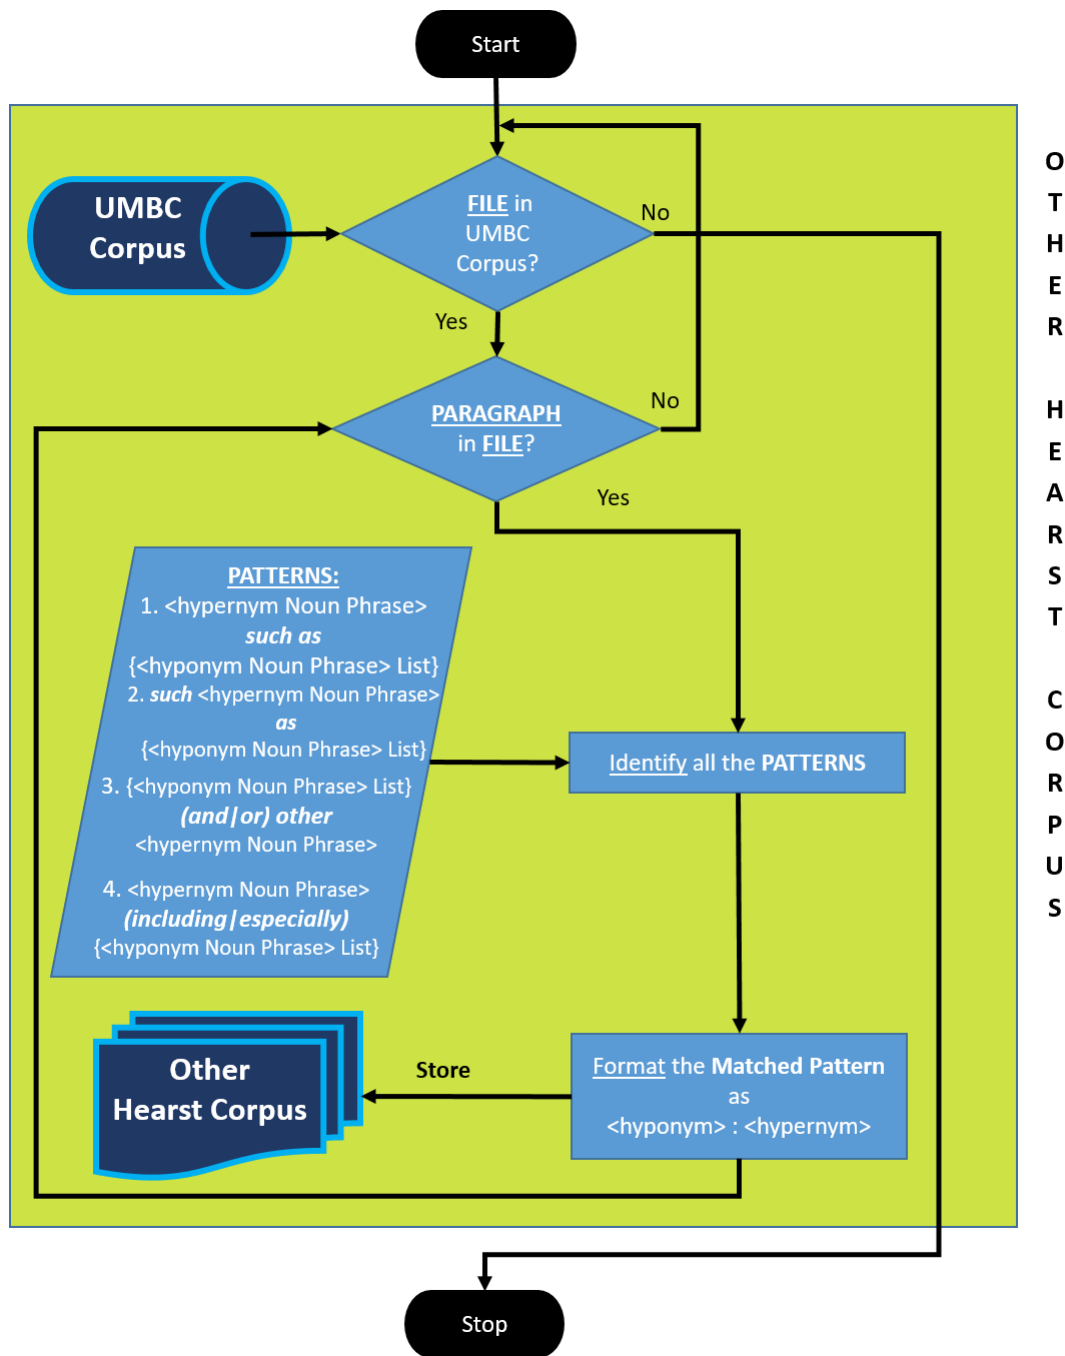 Start
UMBC
Corpus
FILE in
UMBC
Corpus?
No
Yes
PARAGRAPH
in FILE?
No
Yes
PATTERNS:
1. <hypernym Noun Phrase>
such as
{<hyponym Noun Phrase> List}
2. such <hypernym Noun Phrase>
as
{<hyponym Noun Phrase> List}
3. {<hyponym Noun Phrase> List}
(and/or) other
<hypernym Noun Phrase>
4. <hypernym Noun Phrase>
(including|especially)
{<hyponym Noun Phrase> List}
Identify all the PATTERNS
Format the Matched Pattern
as
<hyponym> : <hypernym>
Store
Other
Hearst Corpus
Stop
OTHER HEARST CORPUS